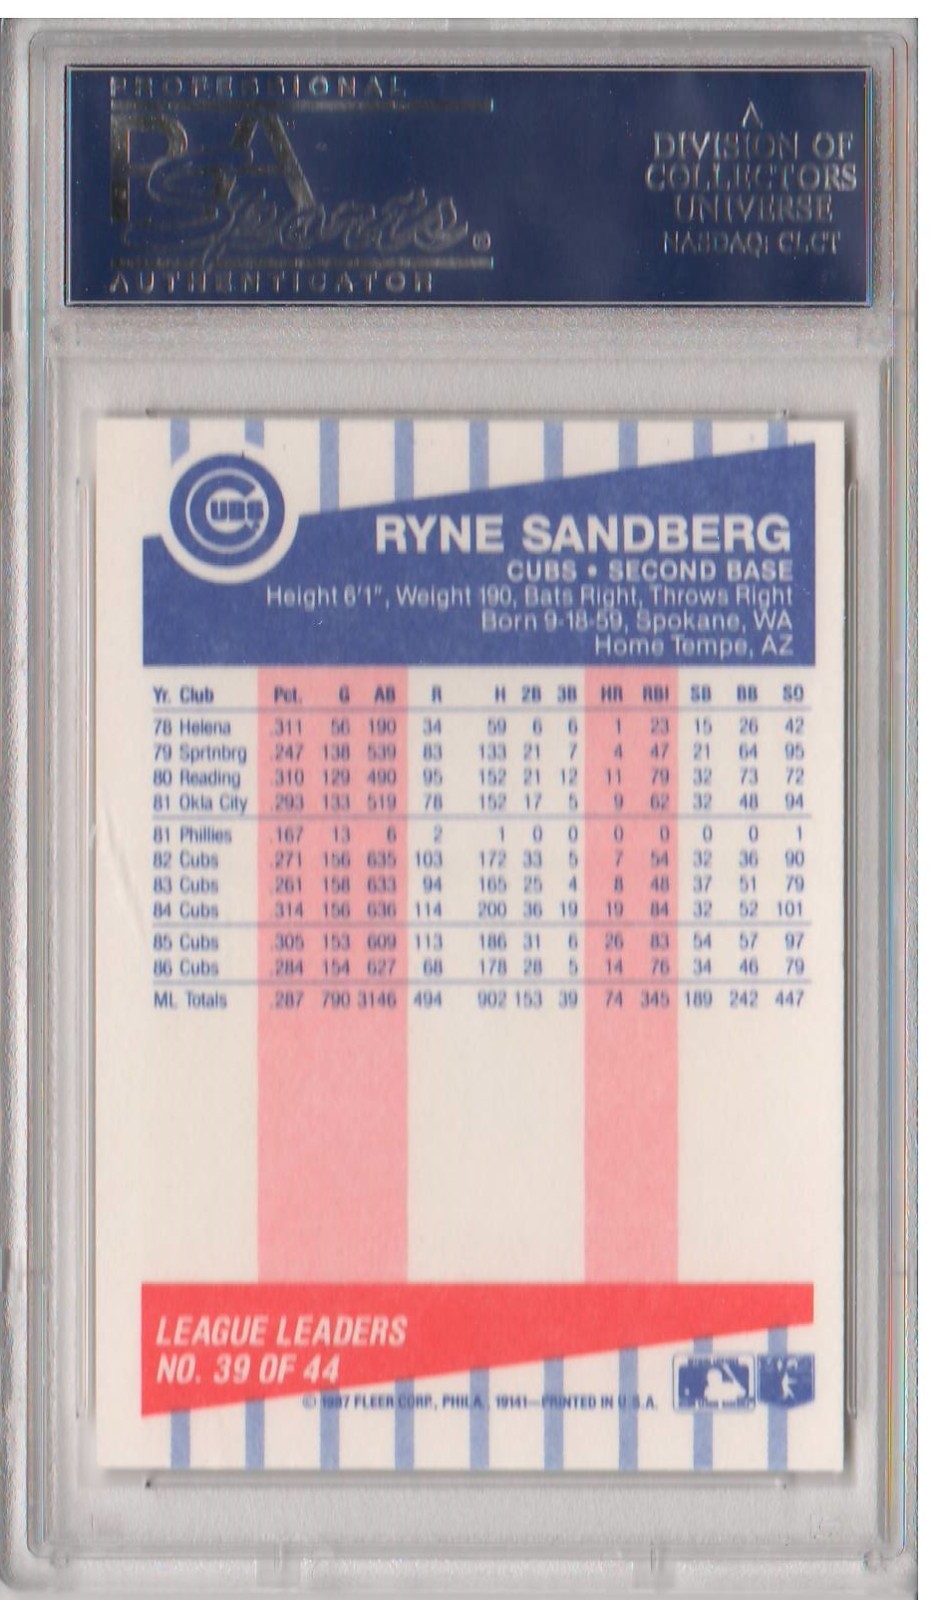 PROFESSIONAL
PSA
Sports®
AUTHENTICATOR
A
DIVISION OF
COLLECTORS
UNIVERSE
NASDAQ: CLCT
CUBS
RYNE SANDBERG
CUBS • SECOND BASE
Height 6'1", Weight 190, Bats Right, Throws Right
Born 9-18-59, Spokane, WA
Home Tempe, AZ
Yr. Club Pct. G AB R H 2B 3B HR RBI SB BB SO
78 Helena .311 56 190 34 59 6 6 1 23 15 26 42
79 Sprtnbrg .247 138 539 83 133 21 7 4 47 21 64 95
80 Reading .310 129 490 95 152 21 12 11 79 32 73 72
81 Okla City .293 133 519 78 152 17 5 9 62 32 48 94
81 Phillies .167 13 6 2 1 0 0 0 0 0 0 1
82 Cubs .271 156 635 103 172 33 5 7 54 32 36 90
83 Cubs .261 158 633 94 165 25 4 8 48 37 51 79
84 Cubs .314 156 636 114 200 36 19 19 84 32 52 101
85 Cubs .305 153 609 113 186 31 6 26 83 54 57 97
86 Cubs .284 154 627 68 178 28 5 14 76 34 46 79
ML Totals .287 790 3146 494 902 153 39 74 345 189 242 447
LEAGUE LEADERS
NO. 39 OF 44
© 1987 FLEER CORP., PHILA., 19141—PRINTED IN U.S.A.